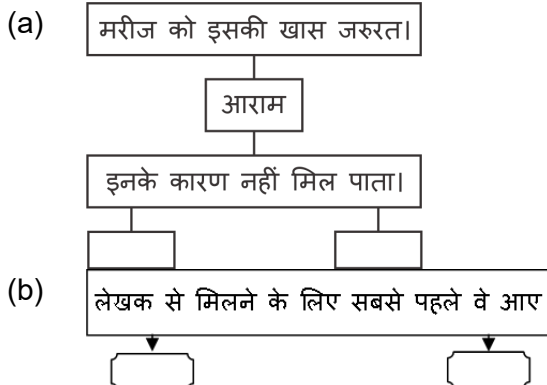 (a)
मरीज को इसकी खास जरुरत।
आराम
इनके कारण नहीं मिल पाता।
(b)
लेखक से मिलने के लिए सबसे पहले वे आए